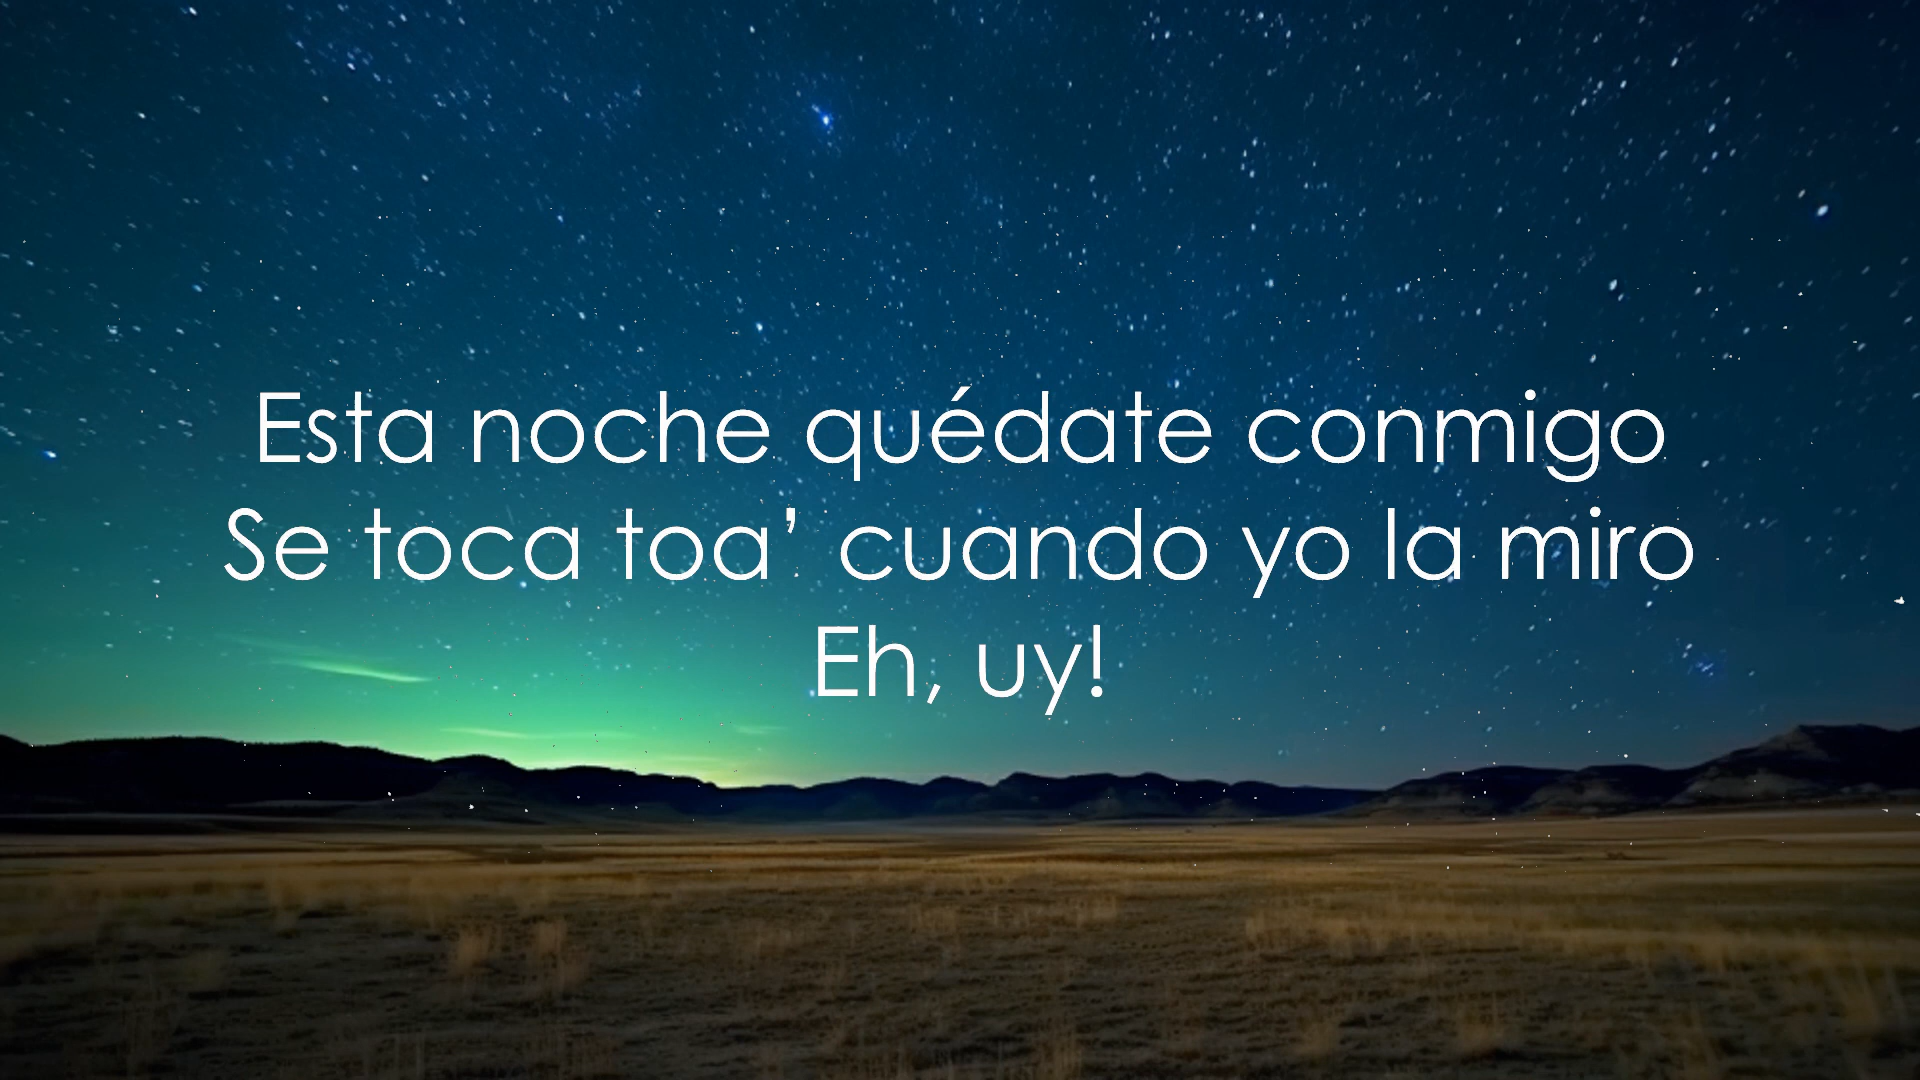 Esta noche quédate conmigo
Se toca toa’ cuando yo la miro
Eh, uy!